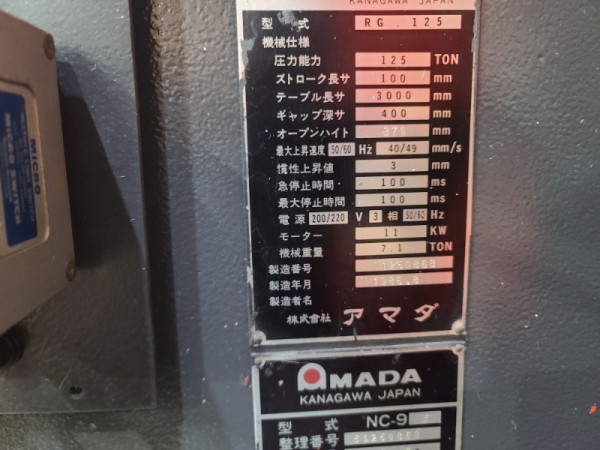 KANAGAWA JAPAN
型 式 RG.125
機械仕様
圧力能力 125 TON
ストローク長サ 100 mm
テーブル長サ 3000 mm
ギャップ深サ 400 mm
オープンハイト 370 mm
最大上昇速度 50/60 Hz 40/49 mm/s
慣性上昇値 3 mm
急停止時間 100 ms
最大停止時間 100 ms
電源 200/220 V 3 相 50/60 Hz
モーター 11 KW
機械重量 7.1 TON
製造番号
製造年月
製造者名
株式會社 アマダ
AMADA
KANAGAWA JAPAN
型 式 NC-9
整理番号
MICRO
MICRO SWITCH